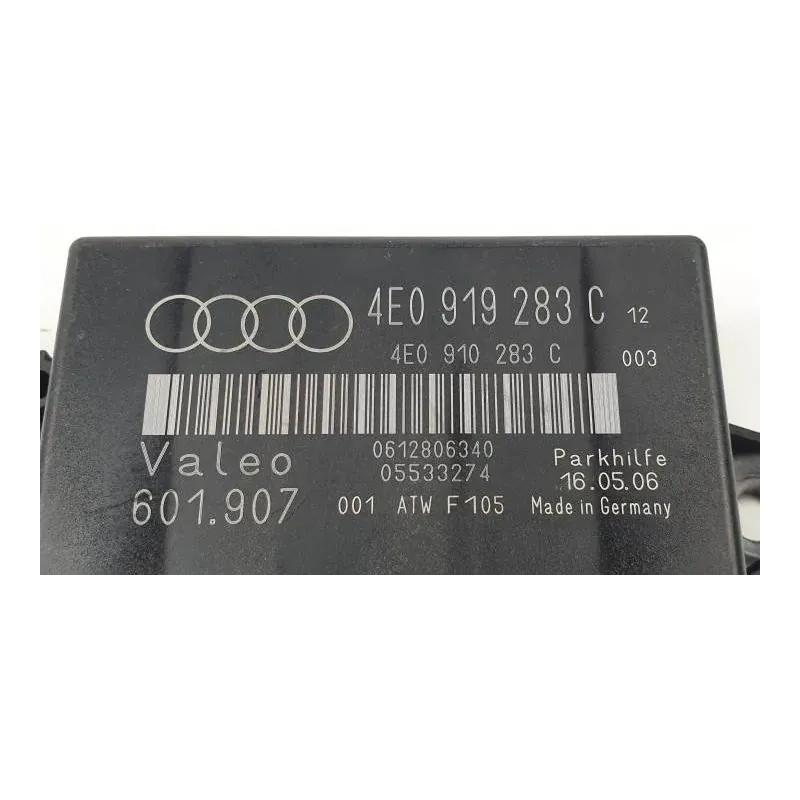 4E0 919 283 C 12
4E0 910 283 C 003
0612806340
Valeo 05533274 Parkhilfe
16.05.06
601.907 001 ATW F105 Made in Germany